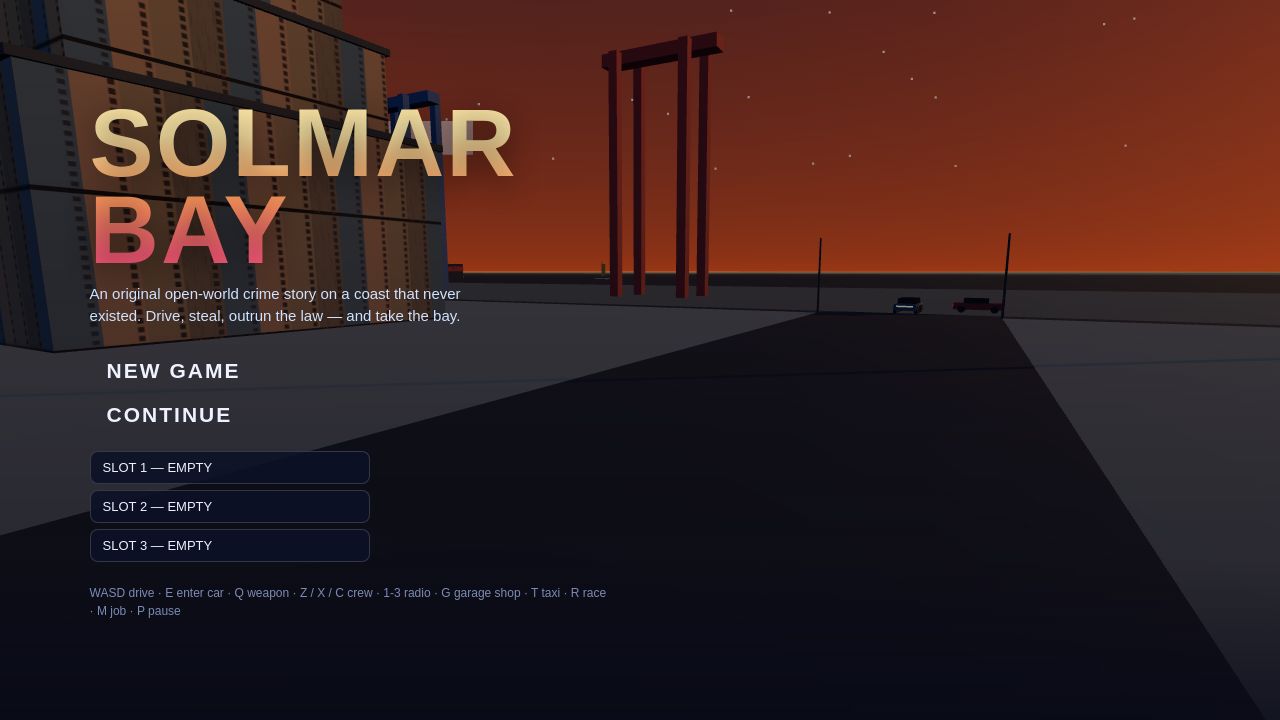 SOLMAR
BAY
An original open-world crime story on a coast that never
existed. Drive, steal, outrun the law — and take the bay.
NEW GAME
CONTINUE
SLOT 1 — EMPTY
SLOT 2 — EMPTY
SLOT 3 — EMPTY
WASD drive · E enter car · Q weapon · Z / X / C crew · 1-3 radio · G garage shop · T taxi · R race
· M job · P pause